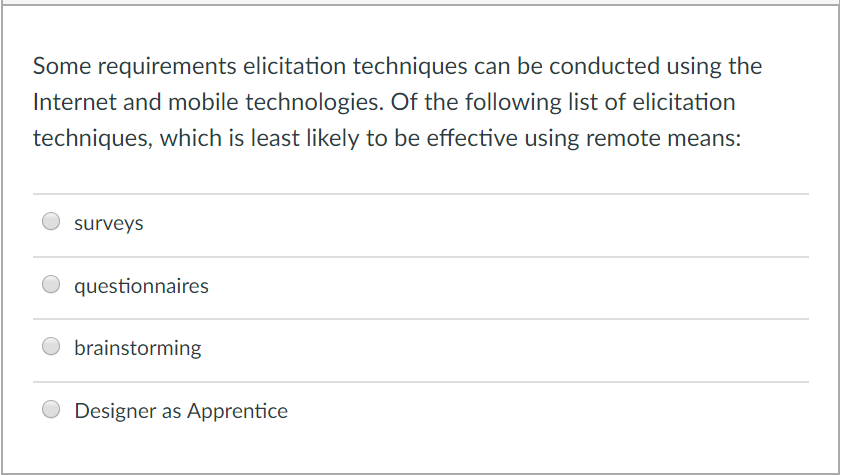 Some requirements elicitation techniques can be conducted using the
Internet and mobile technologies. Of the following list of elicitation
techniques, which is least likely to be effective using remote means:
surveys
questionnaires
brainstorming
Designer as Apprentice